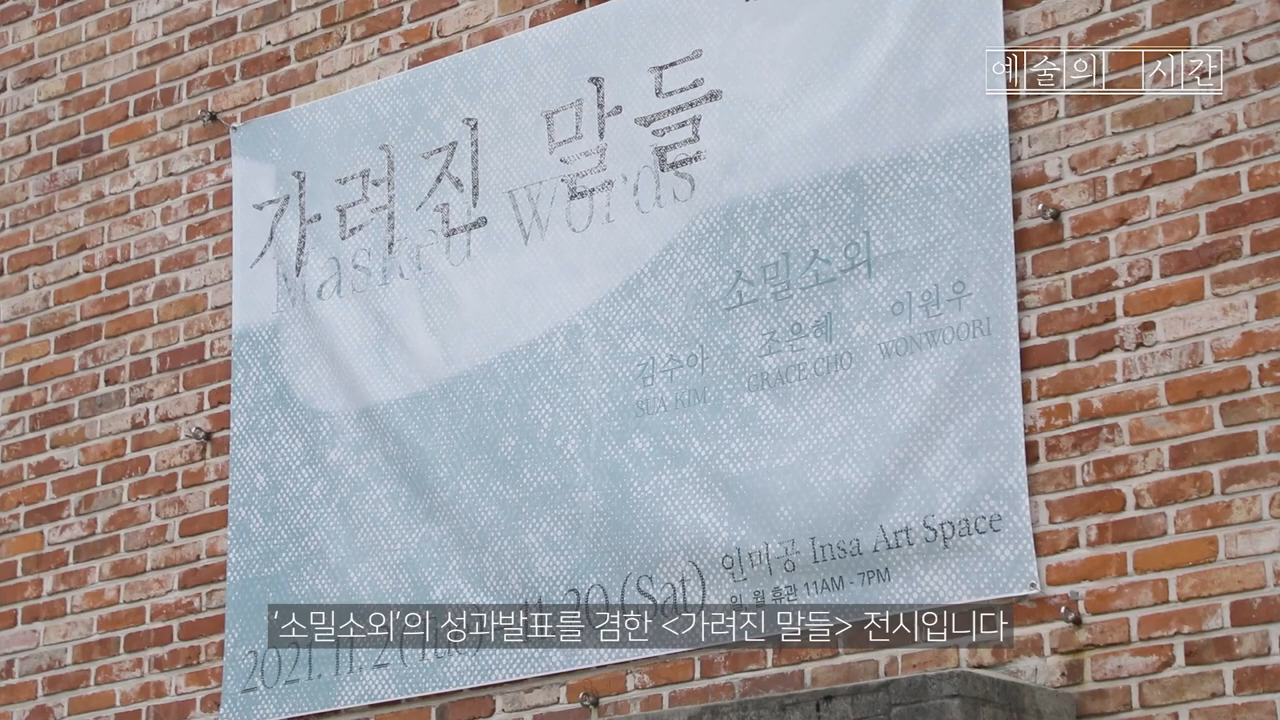 예술의 시간
가려진 말들
Masked Words
소밀소외
김수아 조은혜 이원우
SUA KIM GRACE CHO WONWOO RI
2021. 11. 2 (Tue) 11. 20 (Sat)
인미공 Insa Art Space
일, 월 휴관 11AM - 7PM
'소밀소외'의 성과발표를 겸한 <가려진 말들> 전시입니다